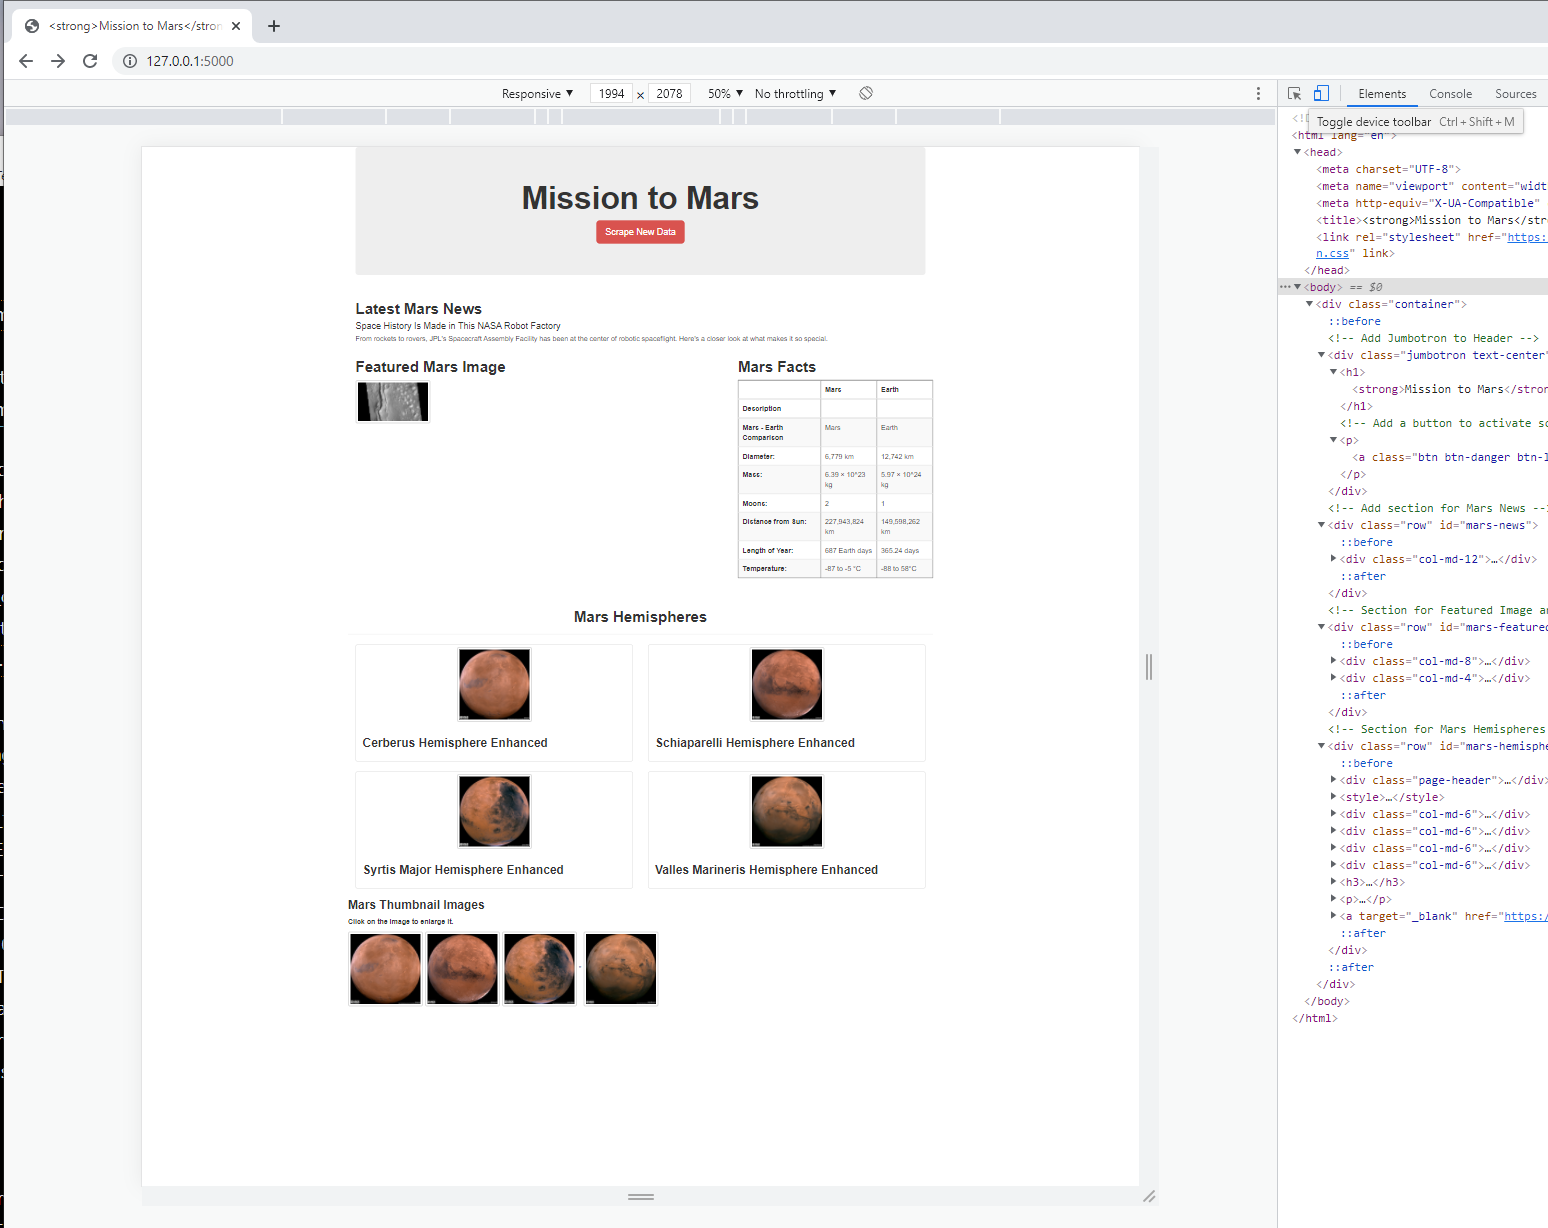 <strong>Mission to Mars</stron
127.0.0.1:5000
Responsive 1994 x 2078 50% No throttling
Elements Console Sources
Toggle device toolbar Ctrl + Shift + M
Mission to Mars
Scrape New Data
Latest Mars News
Space History Is Made in This NASA Robot Factory
From rockets to rovers, JPL's Spacecraft Assembly Facility has been at the center of robotic spaceflight. Here's a closer look at what makes it so special.
Featured Mars Image
Mars Facts
Mars Earth
Description
Mars - Earth Comparison Mars Earth
Diameter: 6,779 km 12,742 km
Mass: 6.39 × 10^23 kg 5.97 × 10^24 kg
Moons: 2 1
Distance from Sun: 227,943,824 km 149,598,262 km
Length of Year: 687 Earth days 365.24 days
Temperature: -87 to -5 °C -88 to 58°C
Mars Hemispheres
Cerberus Hemisphere Enhanced
Schiaparelli Hemisphere Enhanced
Syrtis Major Hemisphere Enhanced
Valles Marineris Hemisphere Enhanced
Mars Thumbnail Images
Click on the image to enlarge it.
<html lang="en">
<head>
<meta charset="UTF-8">
<meta name="viewport" content="widt
<meta http-equiv="X-UA-Compatible"
<title><strong>Mission to Mars</str
<link rel="stylesheet" href="https:
n.css" link>
</head>
<body> == $0
<div class="container">
::before
<!-- Add Jumbotron to Header -->
<div class="jumbotron text-center"
<h1>
<strong>Mission to Mars</stron
</h1>
<!-- Add a button to activate sc
<p>
<a class="btn btn-danger btn-l
</p>
</div>
<!-- Add section for Mars News --
<div class="row" id="mars-news">
::before
<div class="col-md-12">…</div>
::after
</div>
<!-- Section for Featured Image an
<div class="row" id="mars-featured
::before
<div class="col-md-8">…</div>
<div class="col-md-4">…</div>
::after
</div>
<!-- Section for Mars Hemispheres
<div class="row" id="mars-hemisphe
::before
<div class="page-header">…</div>
<style>…</style>
<div class="col-md-6">…</div>
<div class="col-md-6">…</div>
<div class="col-md-6">…</div>
<div class="col-md-6">…</div>
<h3>…</h3>
<p>…</p>
<a target="_blank" href="https:/
::after
</div>
::after
</div>
</body>
</html>